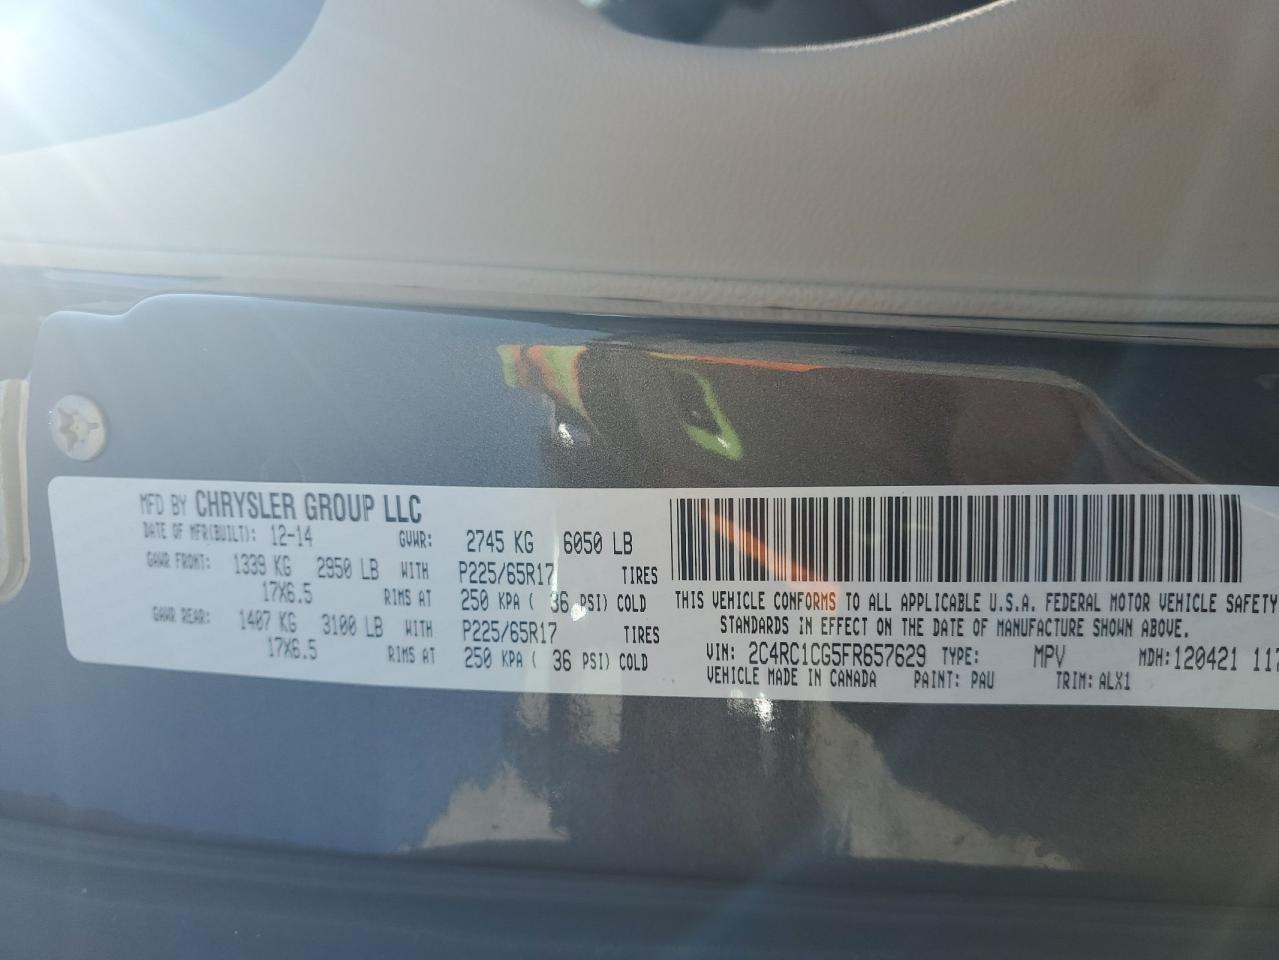 MFD BY CHRYSLER GROUP LLC
DATE OF MFR(BUILT): 12-14 GVWR: 2745 KG 6050 LB
GAWR FRONT: 1339 KG 2950 LB WITH P225/65R17 TIRES
17X6.5 RIMS AT 250 KPA ( 36 PSI) COLD
GAWR REAR: 1407 KG 3100 LB WITH P225/65R17 TIRES
17X6.5 RIMS AT 250 KPA ( 36 PSI) COLD
THIS VEHICLE CONFORMS TO ALL APPLICABLE U.S.A. FEDERAL MOTOR VEHICLE SAFETY
STANDARDS IN EFFECT ON THE DATE OF MANUFACTURE SHOWN ABOVE.
VIN: 2C4RC1CG5FR657629 TYPE: MPV MDH: 120421 117
VEHICLE MADE IN CANADA PAINT: PAU TRIM: ALX1